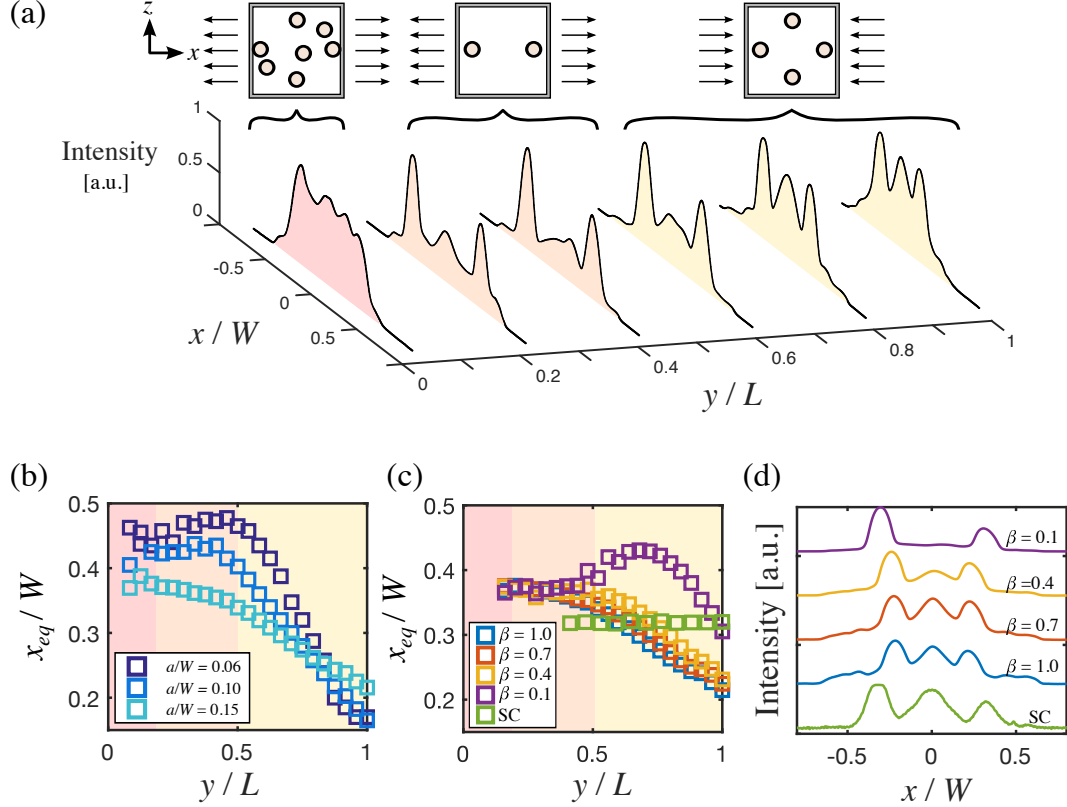 (a)
z
x
1
0.5
0
Intensity
[a.u.]
-0.5
0
0.5
x / W
0
0.2
0.4
0.6
0.8
1
y / L
(b)
0.5
0.4
0.3
0.2
x_eq / W
a/W = 0.06
a/W = 0.10
a/W = 0.15
0
0.5
1
y / L
(c)
0.5
0.4
0.3
0.2
x_eq / W
β = 1.0
β = 0.7
β = 0.4
β = 0.1
SC
0
0.5
1
y / L
(d)
Intensity [a.u.]
β = 0.1
β = 0.4
β = 0.7
β = 1.0
SC
-0.5
0
0.5
x / W